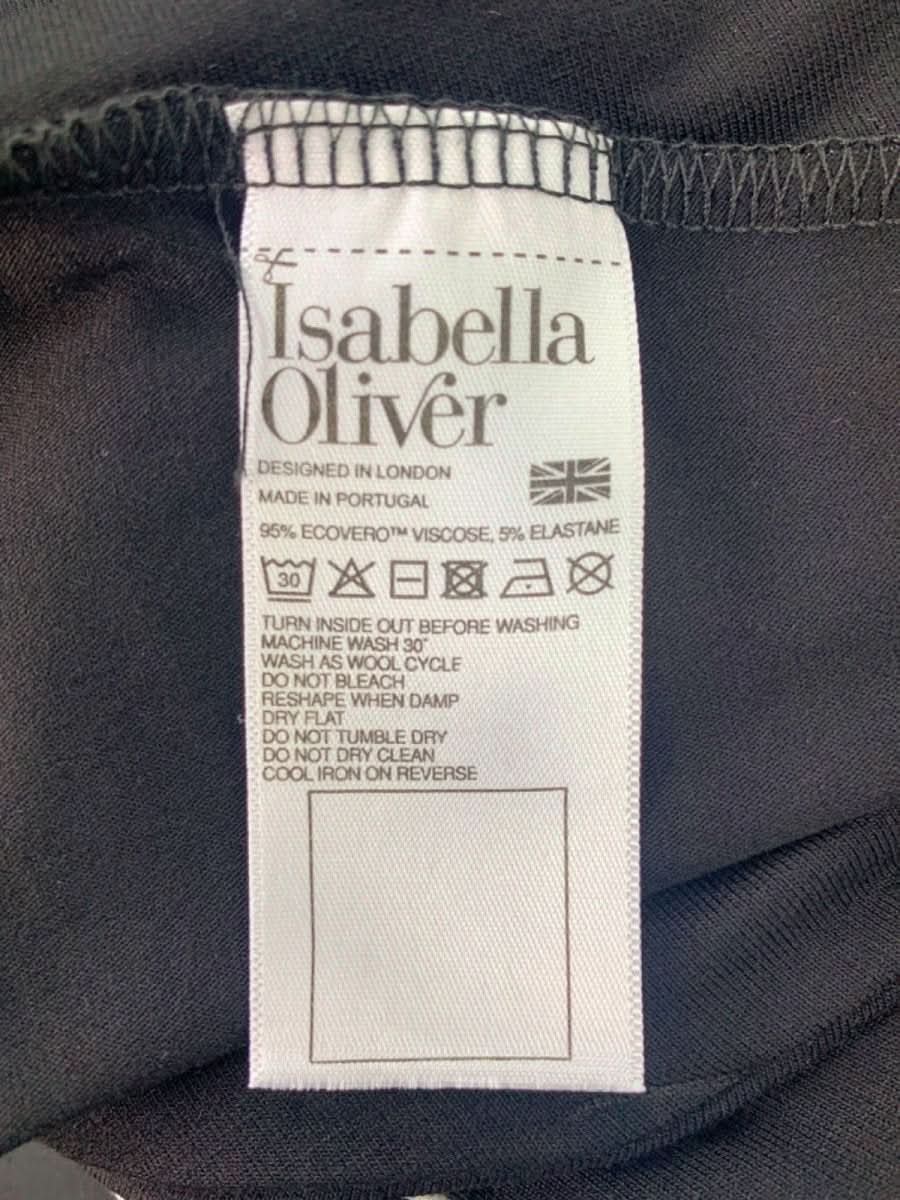 Isabella
Oliver
DESIGNED IN LONDON
MADE IN PORTUGAL
95% ECOVERO™ VISCOSE, 5% ELASTANE
30
TURN INSIDE OUT BEFORE WASHING
MACHINE WASH 30°
WASH AS WOOL CYCLE
DO NOT BLEACH
RESHAPE WHEN DAMP
DRY FLAT
DO NOT TUMBLE DRY
DO NOT DRY CLEAN
COOL IRON ON REVERSE